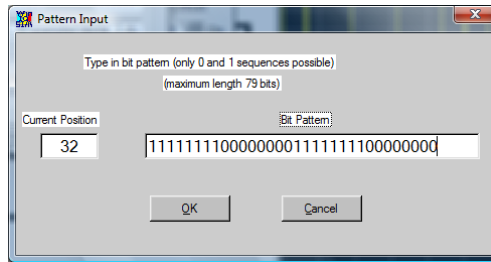 Pattern Input
Type in bit pattern (only 0 and 1 sequences possible)
(maximum length 79 bits)
Current Position Bit Pattern
32 11111111000000001111111100000000
OK Cancel